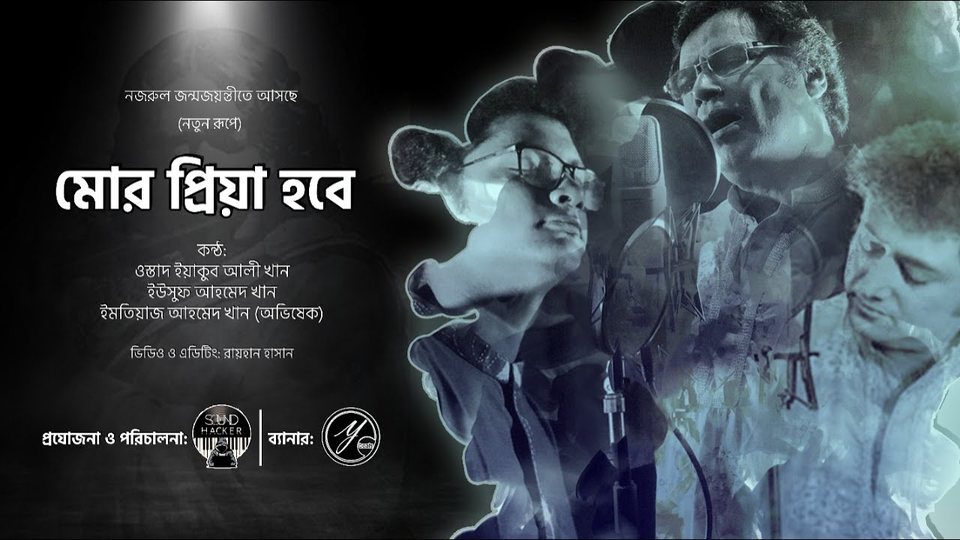 নজরুল জন্মজয়ন্তীতে আসছে
(নতুন রূপে)
মোর প্রিয়া হবে
কন্ঠ:
ওস্তাদ ইয়াকুব আলী খান
ইউসুফ আহমেদ খান
ইমতিয়াজ আহমেদ খান (অভিষেক)
ভিডিও ও এডিটিং: রায়হান হাসান
প্রযোজনা ও পরিচালনা:
SOUND
HACKER
ব্যানার:
y